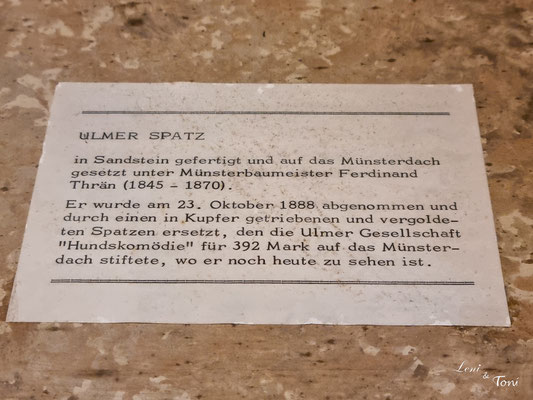 ULMER SPATZ
in Sandstein gefertigt und auf das Münsterdach
gesetzt unter Münsterbaumeister Ferdinand
Thrän (1845 - 1870).
Er wurde am 23. Oktober 1888 abgenommen und
durch einen in Kupfer getriebenen und vergolde-
ten Spatzen ersetzt, den die Ulmer Gesellschaft
"Hundskomödie" für 392 Mark auf das Münster-
dach stiftete, wo er noch heute zu sehen ist.
Leni
& Toni